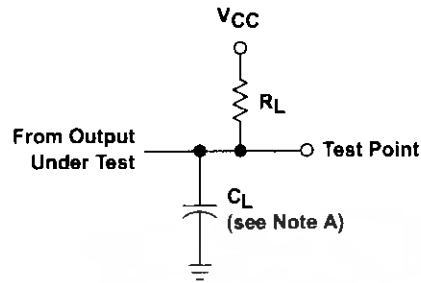 VCC
RL
From Output
Under Test
Test Point
CL
(see Note A)